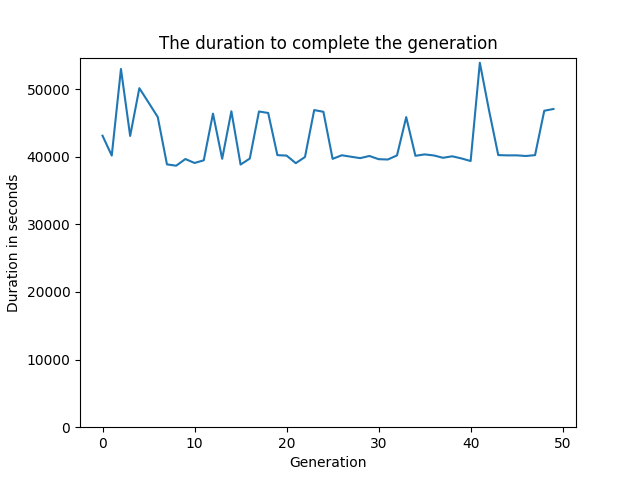 The duration to complete the generation
50000
40000
30000
20000
10000
0
Duration in seconds
0 10 20 30 40 50
Generation